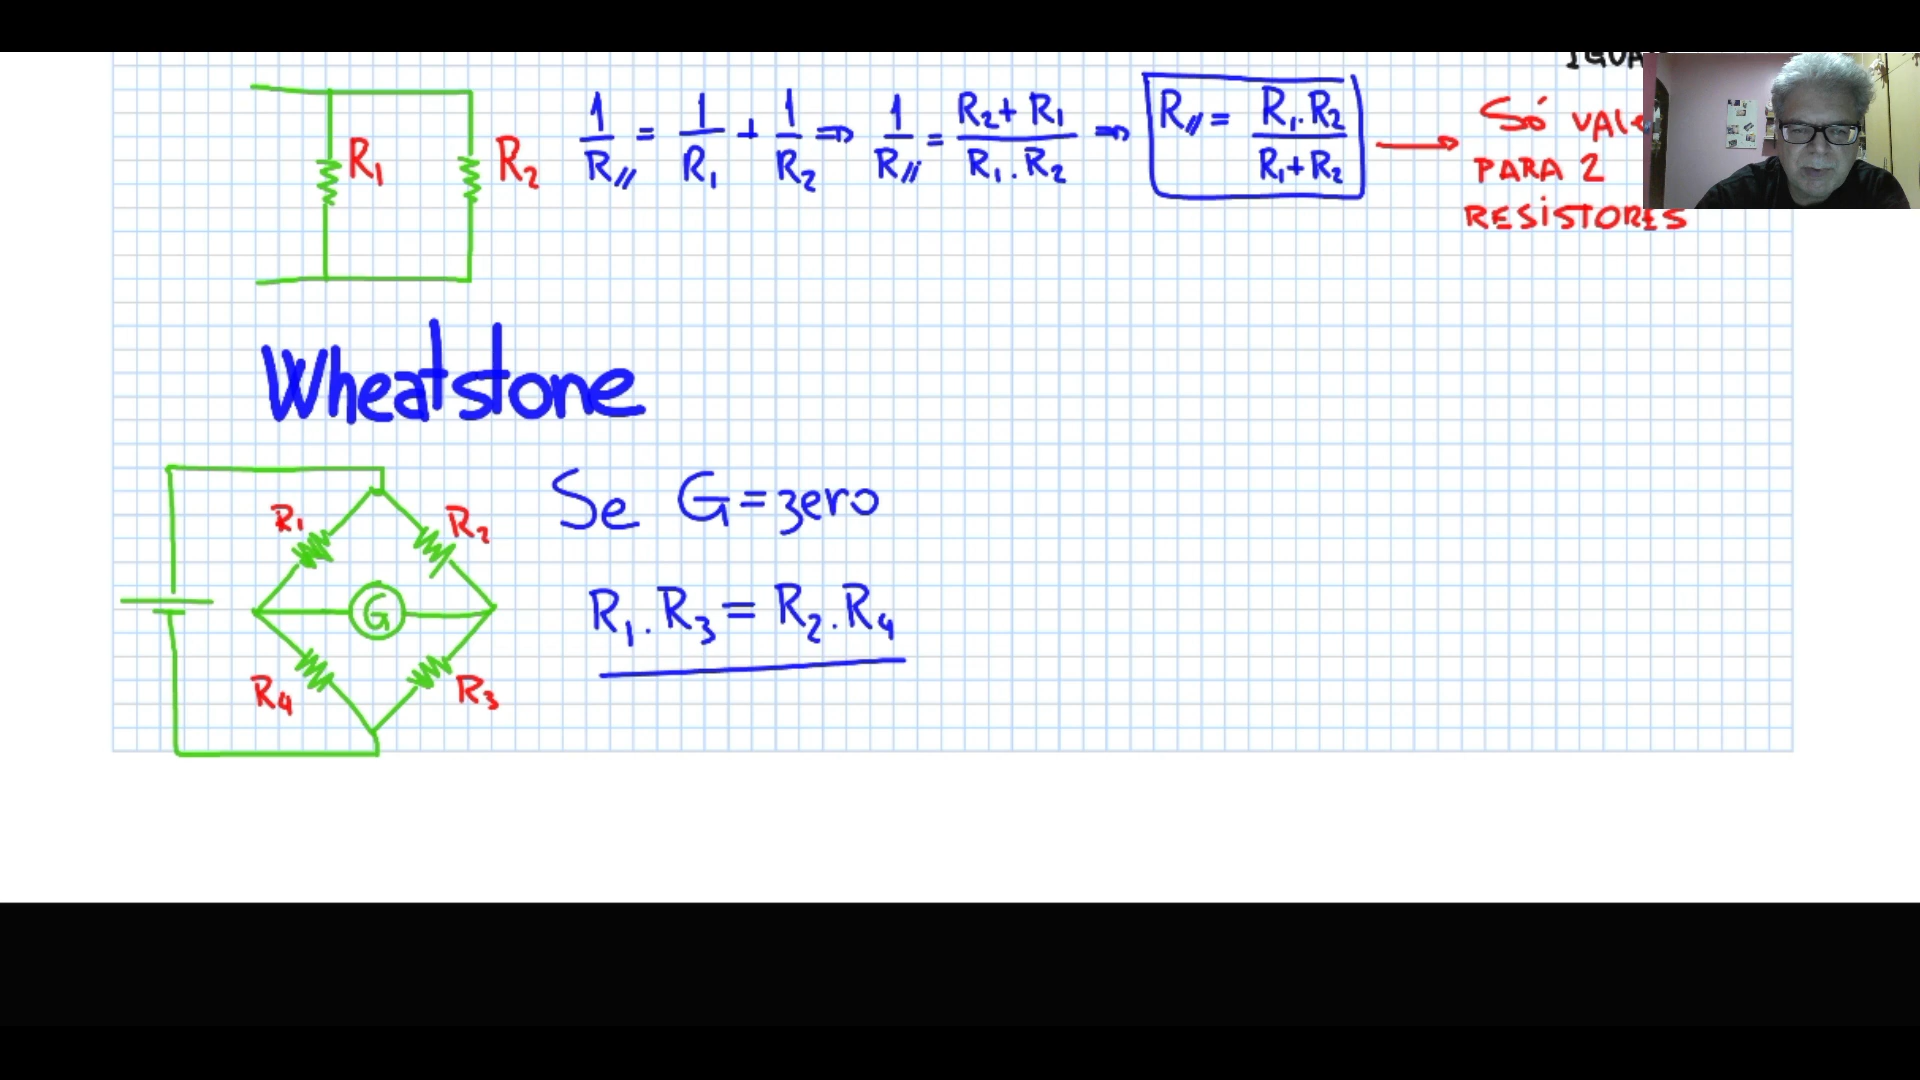 R₁ R₂ 1/R// = 1/R₁ + 1/R₂ ⇒ 1/R// = R₂+R₁/R₁.R₂ ⇒ R// = R₁.R₂/R₁+R₂ →
Só
PARA 2
RESISTORES
Wheatstone
Se G=zero
R₁ R₂
R₁.R₃ = R₂.R₄
G
R₄ R₃